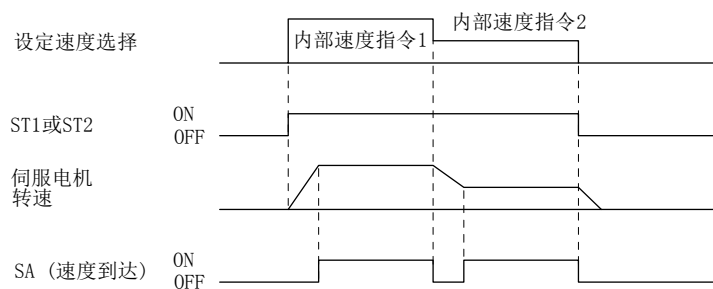 设定速度选择
内部速度指令1
内部速度指令2
ST1或ST2
ON
OFF
伺服电机
转速
SA (速度到达)
ON
OFF